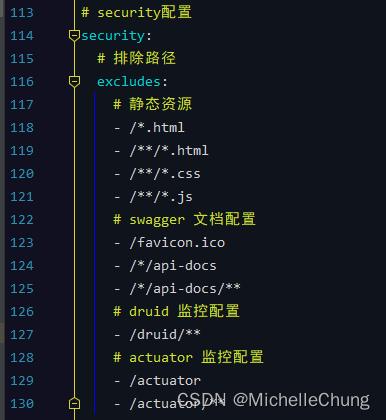 113 # security配置
114 security:
115 # 排除路径
116 excludes:
117 # 静态资源
118 - /*.html
119 - /**/*.html
120 - /**/*.css
121 - /**/*.js
122 # swagger 文档配置
123 - /favicon.ico
124 - /*/api-docs
125 - /*/api-docs/**
126 # druid 监控配置
127 - /druid/**
128 # actuator 监控配置
129 - /actuator
130 - /actuator/**
CSDN @MichelleChung